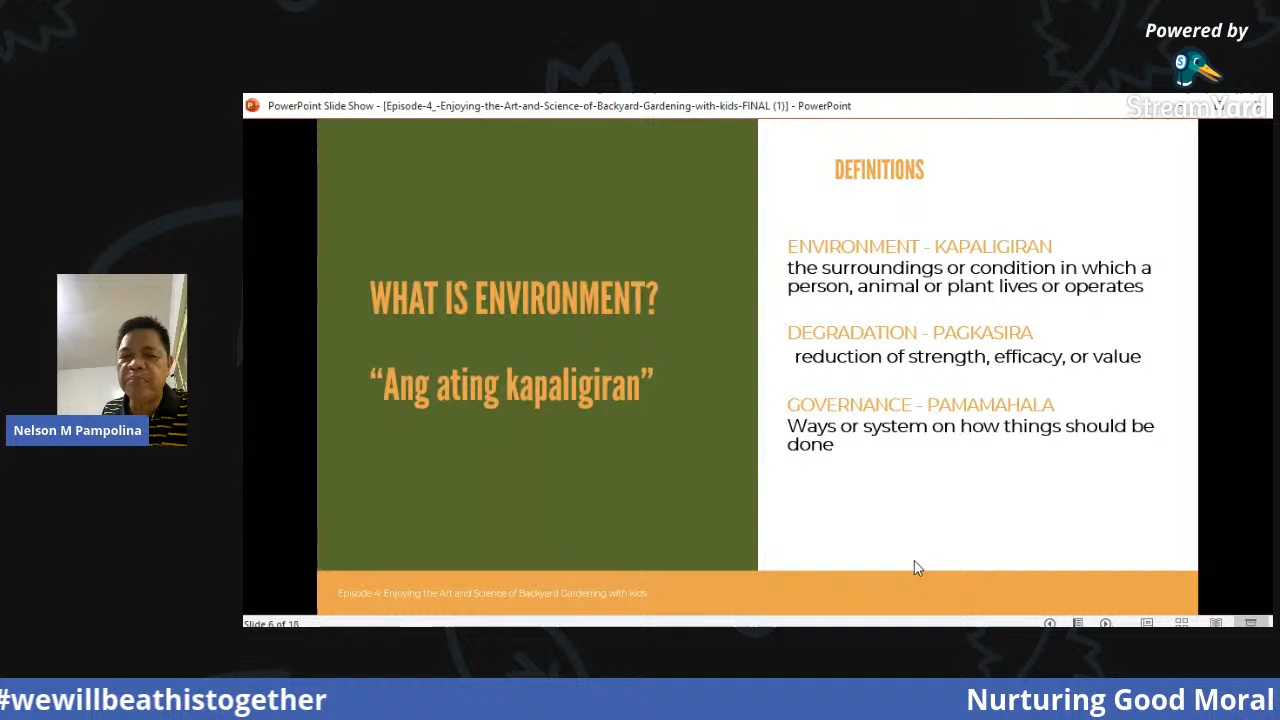 Powered by
StreamYard
PowerPoint Slide Show - [Episode-4_-Enjoying-the-Art-and-Science-of-Backyard-Gardening-with-kids-FINAL (1)] - PowerPoint
WHAT IS ENVIRONMENT?
“Ang ating kapaligiran”
DEFINITIONS
ENVIRONMENT - KAPALIGIRAN
the surroundings or condition in which a
person, animal or plant lives or operates
DEGRADATION - PAGKASIRA
reduction of strength, efficacy, or value
GOVERNANCE - PAMAMAHALA
Ways or system on how things should be
done
Nelson M Pampolina
Episode 4: Enjoying the Art and Science of Backyard Gardening with kids
Slide 6 of 18
#wewillbeathistogether
Nurturing Good Moral